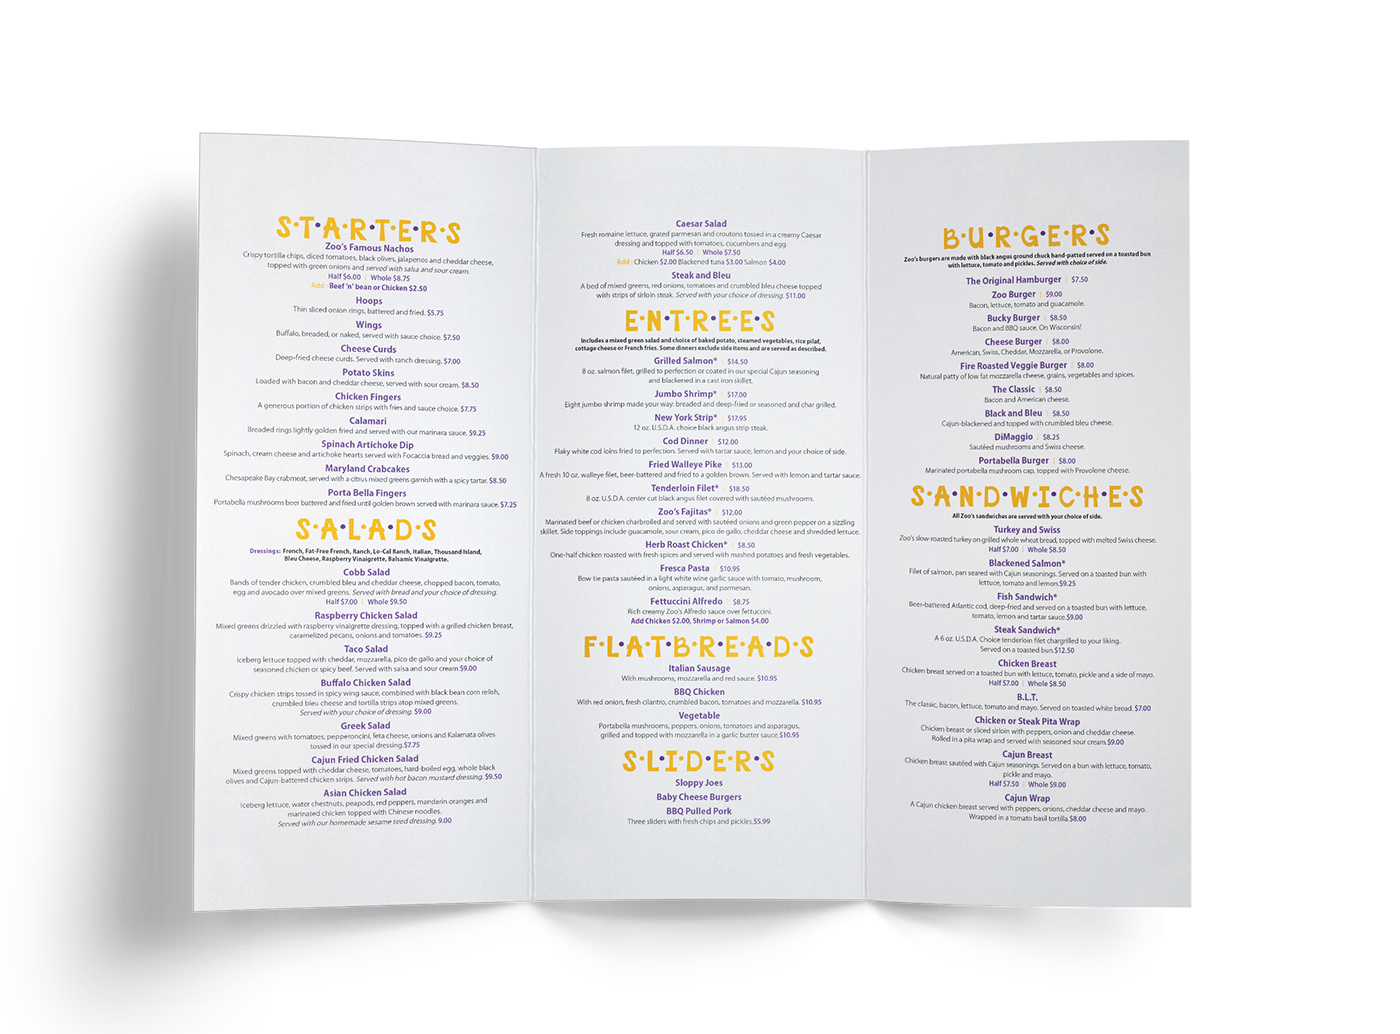 S·T·A·R·T·E·R·S
Zoo's Famous Nachos
Crispy tortilla chips, diced tomatoes, black olives, jalapenos and cheddar cheese,
topped with green onions and served with salsa and sour cream.
Half $6.00 | Whole $8.75
Add : Beef 'n' bean or Chicken $2.50
Hoops
Thin sliced onion rings, battered and fried. $5.75
Wings
Buffalo, breaded, or naked, served with sauce choice. $7.50
Cheese Curds
Deep-fried cheese curds. Served with ranch dressing. $7.00
Potato Skins
Loaded with bacon and cheddar cheese, served with sour cream. $8.50
Chicken Fingers
A generous portion of chicken strips with fries and sauce choice. $7.75
Calamari
Breaded rings lightly golden fried and served with our marinara sauce. $9.25
Spinach Artichoke Dip
Spinach, cream cheese and artichoke hearts served with Focaccia bread and veggies. $9.00
Maryland Crabcakes
Chesapeake Bay crabmeat, served with a citrus mixed greens garnish with a spicy tartar. $8.50
Porta Bella Fingers
Portabella mushrooms beer battered and fried until golden brown served with marinara sauce. $7.25
S·A·L·A·D·S
Dressings: French, Fat-Free French, Ranch, Lo-Cal Ranch, Italian, Thousand Island,
Bleu Cheese, Raspberry Vinaigrette, Balsamic Vinaigrette.
Cobb Salad
Bands of tender chicken, crumbled bleu and cheddar cheese, chopped bacon, tomato,
egg and avocado over mixed greens. Served with bread and your choice of dressing.
Half $7.00 | Whole $9.50
Raspberry Chicken Salad
Mixed greens drizzled with raspberry vinaigrette dressing, topped with a grilled chicken breast,
caramelized pecans, onions and tomatoes. $9.25
Taco Salad
Iceberg lettuce topped with cheddar, mozzarella, pico de gallo and your choice of
seasoned chicken or spicy beef. Served with salsa and sour cream.$9.00
Buffalo Chicken Salad
Crispy chicken strips tossed in spicy wing sauce, combined with black bean corn relish,
crumbled bleu cheese and tortilla strips atop mixed greens.
Served with your choice of dressing. $9.00
Greek Salad
Mixed greens with tomatoes, pepperoncini, feta cheese, onions and Kalamata olives
tossed in our special dressing.$7.75
Cajun Fried Chicken Salad
Mixed greens topped with cheddar cheese, tomatoes, hard-boiled egg, whole black
olives and Cajun-battered chicken strips. Served with hot bacon mustard dressing. $9.50
Asian Chicken Salad
Iceberg lettuce, water chestnuts, peapods, red peppers, mandarin oranges and
marinated chicken topped with Chinese noodles.
Served with our homemade sesame seed dressing. 9.00
Caesar Salad
Fresh romaine lettuce, grated parmesan and croutons tossed in a creamy Caesar
dressing and topped with tomatoes, cucumbers and egg.
Half $6.50 | Whole $7.50
Add : Chicken $2.00 Blackened tuna $3.00 Salmon $4.00
Steak and Bleu
A bed of mixed greens, red onions, tomatoes and crumbled bleu cheese topped
with strips of sirloin steak. Served with your choice of dressing. $11.00
E·N·T·R·E·E·S
Includes a mixed green salad and choice of baked potato, steamed vegetables, rice pilaf,
cottage cheese or French fries. Some dinners exclude side items and are served as described.
Grilled Salmon* | $14.50
8 oz. salmon filet, grilled to perfection or coated in our special Cajun seasoning
and blackened in a cast iron skillet.
Jumbo Shrimp* | $17.00
Eight jumbo shrimp made your way: breaded and deep-fried or seasoned and char grilled.
New York Strip* | $17.95
12 oz. U.S.D.A. choice black angus strip steak.
Cod Dinner | $12.00
Flaky white cod loins fried to perfection. Served with tartar sauce, lemon and your choice of side.
Fried Walleye Pike | $13.00
A fresh 10 oz. walleye filet, beer-battered and fried to a golden brown. Served with lemon and tartar sauce.
Tenderloin Filet* | $18.50
8 oz. U.S.D.A. center cut black angus filet covered with sautéed mushrooms.
Zoo's Fajitas* | $12.00
Marinated beef or chicken charbroiled and served with sautéed onions and green pepper on a sizzling
skillet. Side toppings include guacamole, sour cream, pico de gallo, cheddar cheese and shredded lettuce.
Herb Roast Chicken* | $8.50
One-half chicken roasted with fresh spices and served with mashed potatoes and fresh vegetables.
Fresca Pasta | $10.95
Bow tie pasta sautéed in a light white wine garlic sauce with tomato, mushroom,
onions, asparagus, and parmesan.
Fettuccini Alfredo | $8.75
Rich creamy Zoo's Alfredo sauce over fettuccini.
Add Chicken $2.00, Shrimp or Salmon $4.00
F·L·A·T·B·R·E·A·D·S
Italian Sausage
With mushrooms, mozzarella and red sauce. $10.95
BBQ Chicken
With red onion, fresh cilantro, crumbled bacon, tomatoes and mozzarella. $10.95
Vegetable
Portabella mushrooms, peppers, onions, tomatoes and asparagus,
grilled and topped with mozzarella in a garlic butter sauce.$10.95
S·L·I·D·E·R·S
Sloppy Joes
Baby Cheese Burgers
BBQ Pulled Pork
Three sliders with fresh chips and pickles.$5.99
B·U·R·G·E·R·S
Zoo's burgers are made with black angus ground chuck hand-patted served on a toasted bun
with lettuce, tomato and pickles. Served with choice of side.
The Original Hamburger | $7.50
Zoo Burger | $9.00
Bacon, lettuce, tomato and guacamole.
Bucky Burger | $8.50
Bacon and BBQ sauce. On Wisconsin!
Cheese Burger | $8.00
American, Swiss, Cheddar, Mozzarella, or Provolone.
Fire Roasted Veggie Burger | $8.00
Natural patty of low fat mozzarella cheese, grains, vegetables and spices.
The Classic | $8.50
Bacon and American cheese.
Black and Bleu | $8.50
Cajun-blackened and topped with crumbled bleu cheese.
DiMaggio | $8.25
Sautéed mushrooms and Swiss cheese.
Portabella Burger | $8.00
Marinated portabella mushroom cap, topped with Provolone cheese.
S·A·N·D·W·I·C·H·E·S
All Zoo's sandwiches are served with your choice of side.
Turkey and Swiss
Zoo's slow-roasted turkey on grilled whole wheat bread, topped with melted Swiss cheese.
Half $7.00 | Whole $8.50
Blackened Salmon*
Filet of salmon, pan seared with Cajun seasonings. Served on a toasted bun with
lettuce, tomato and lemon.$9.25
Fish Sandwich*
Beer-battered Atlantic cod, deep-fried and served on a toasted bun with lettuce,
tomato, lemon and tartar sauce.$9.00
Steak Sandwich*
A 6 oz. U.S.D.A. Choice tenderloin filet chargrilled to your liking.
Served on a toasted bun.$12.50
Chicken Breast
Chicken breast served on a toasted bun with lettuce, tomato, pickle and a side of mayo.
Half $7.00 | Whole $8.50
B.L.T.
The classic, bacon, lettuce, tomato and mayo. Served on toasted white bread. $7.00
Chicken or Steak Pita Wrap
Chicken breast or sliced sirloin with peppers, onion and cheddar cheese.
Rolled in a pita wrap and served with seasoned sour cream.$9.00
Cajun Breast
Chicken breast sautéed with Cajun seasonings. Served on a bun with lettuce, tomato,
pickle and mayo.
Half $7.50 | Whole $9.00
Cajun Wrap
A Cajun chicken breast served with peppers, onions, cheddar cheese and mayo.
Wrapped in a tomato basil tortilla.$8.00